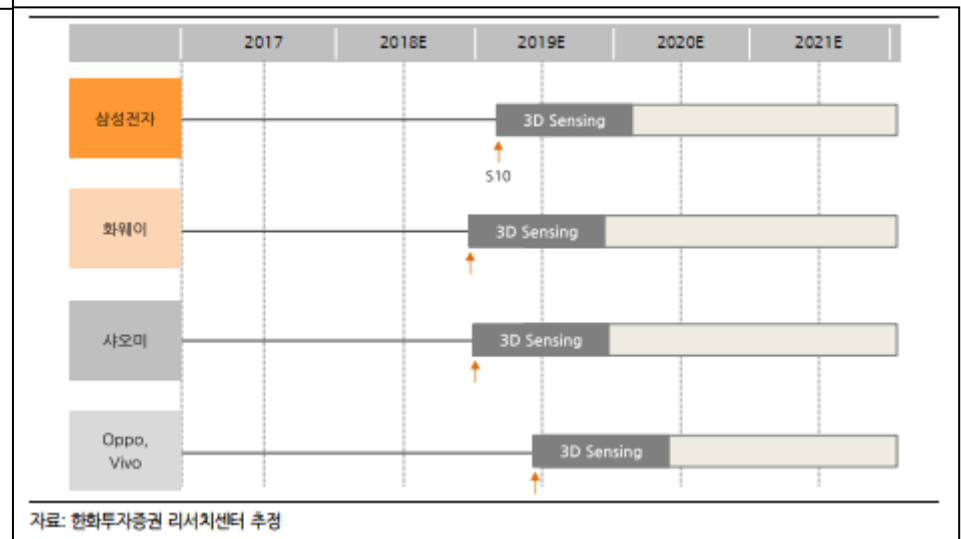 2017 2018E 2019E 2020E 2021E
삼성전자
3D Sensing
S10
화웨이
3D Sensing
샤오미
3D Sensing
Oppo,
Vivo
3D Sensing
자료: 한화투자증권 리서치센터 추정